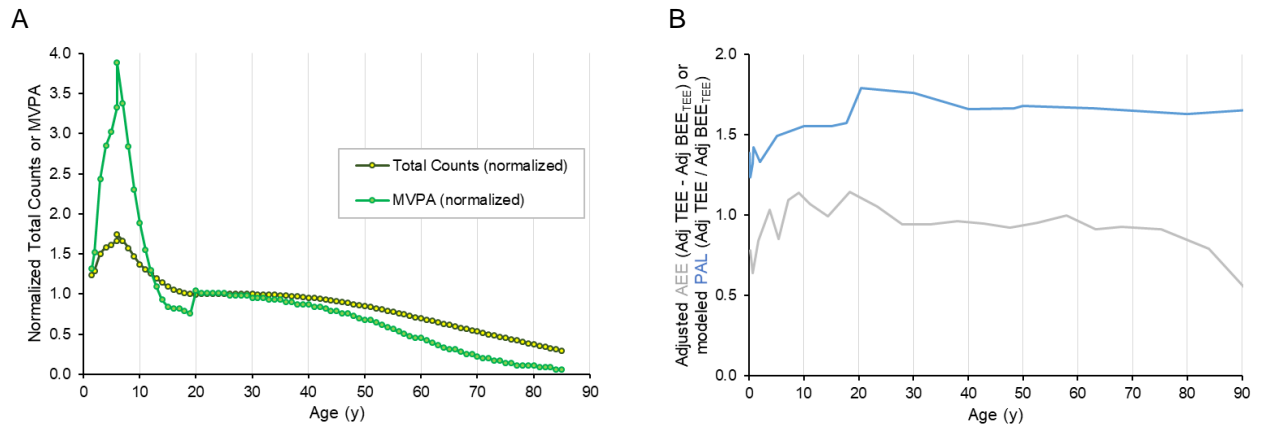 A
Normalized Total Counts or MVPA
4.0
3.5
3.0
2.5
2.0
1.5
1.0
0.5
0.0
0 10 20 30 40 50 60 70 80 90
Age (y)
Total Counts (normalized)
MVPA (normalized)
B
Adjusted AEE (Adj TEE - Adj BEETEE) or
modeled PAL (Adj TEE / Adj BEETEE)
2.0
1.5
1.0
0.5
0.0
0 10 20 30 40 50 60 70 80 90
Age (y)